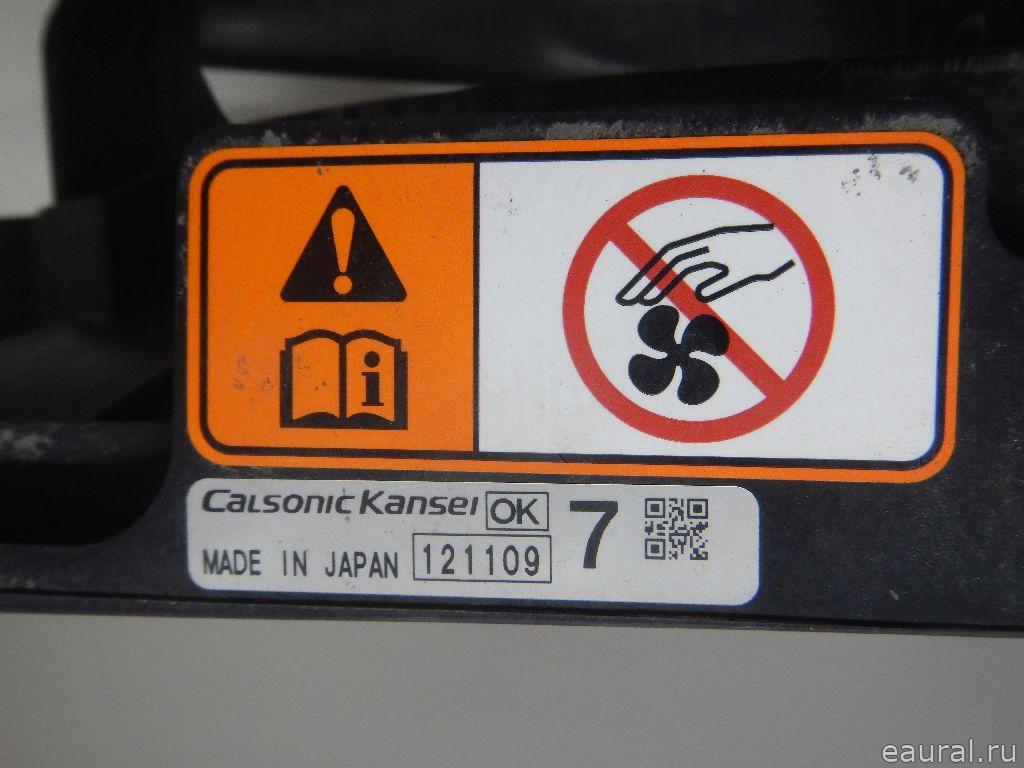 CalsonicKansei OK 7
MADE IN JAPAN 121109
eaural.ru